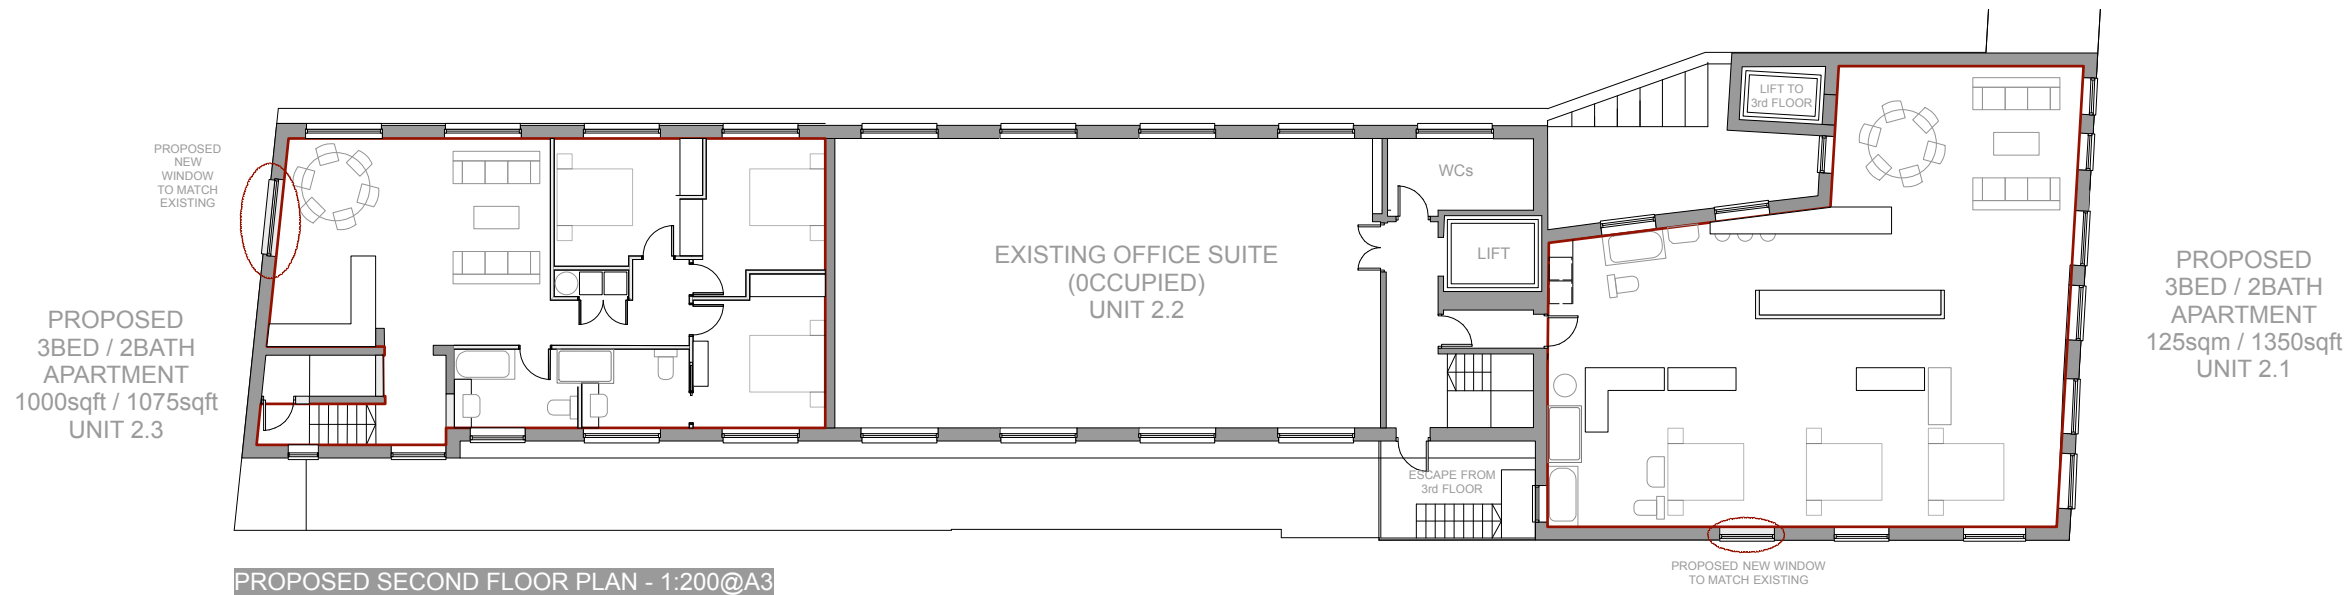 LIFT TO
3rd FLOOR
PROPOSED
NEW
WINDOW
TO MATCH
EXISTING
WCs
EXISTING OFFICE SUITE
(0CCUPIED)
UNIT 2.2
LIFT
PROPOSED
3BED / 2BATH
APARTMENT
125sqm / 1350sqft
UNIT 2.1
PROPOSED
3BED / 2BATH
APARTMENT
1000sqft / 1075sqft
UNIT 2.3
ESCAPE FROM
3rd FLOOR
PROPOSED NEW WINDOW
TO MATCH EXISTING
PROPOSED SECOND FLOOR PLAN - 1:200@A3